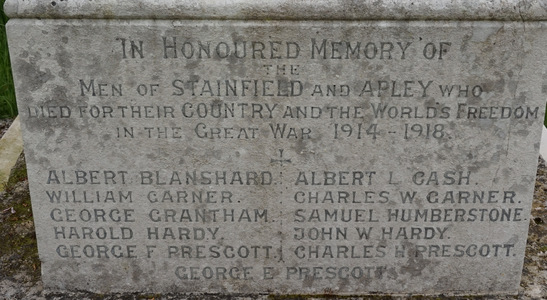 IN HONOURED MEMORY OF
THE
MEN OF STAINFIELD AND APLEY WHO
DIED FOR THEIR COUNTRY AND THE WORLD'S FREEDOM
IN THE GREAT WAR 1914-1918.
ALBERT BLANSHARD. ALBERT L CASH.
WILLIAM GARNER. CHARLES W GARNER.
GEORGE GRANTHAM. SAMUEL HUMBERSTONE.
HAROLD HARDY. JOHN W HARDY.
GEORGE F PRESCOTT. CHARLES H PRESCOTT.
GEORGE E PRESCOTT.